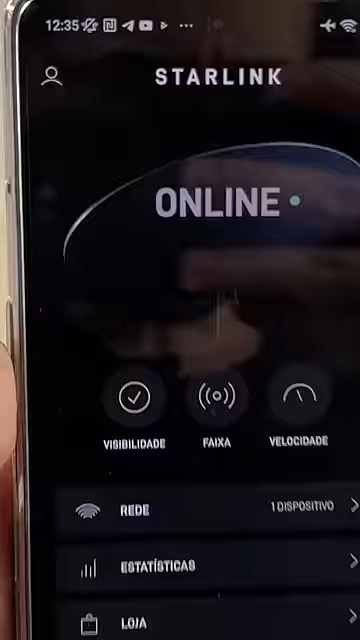 12:35
STARLINK
ONLINE
VISIBILIDADE
FAIXA
VELOCIDADE
REDE
1 DISPOSITIVO
ESTATÍSTICAS
LOJA